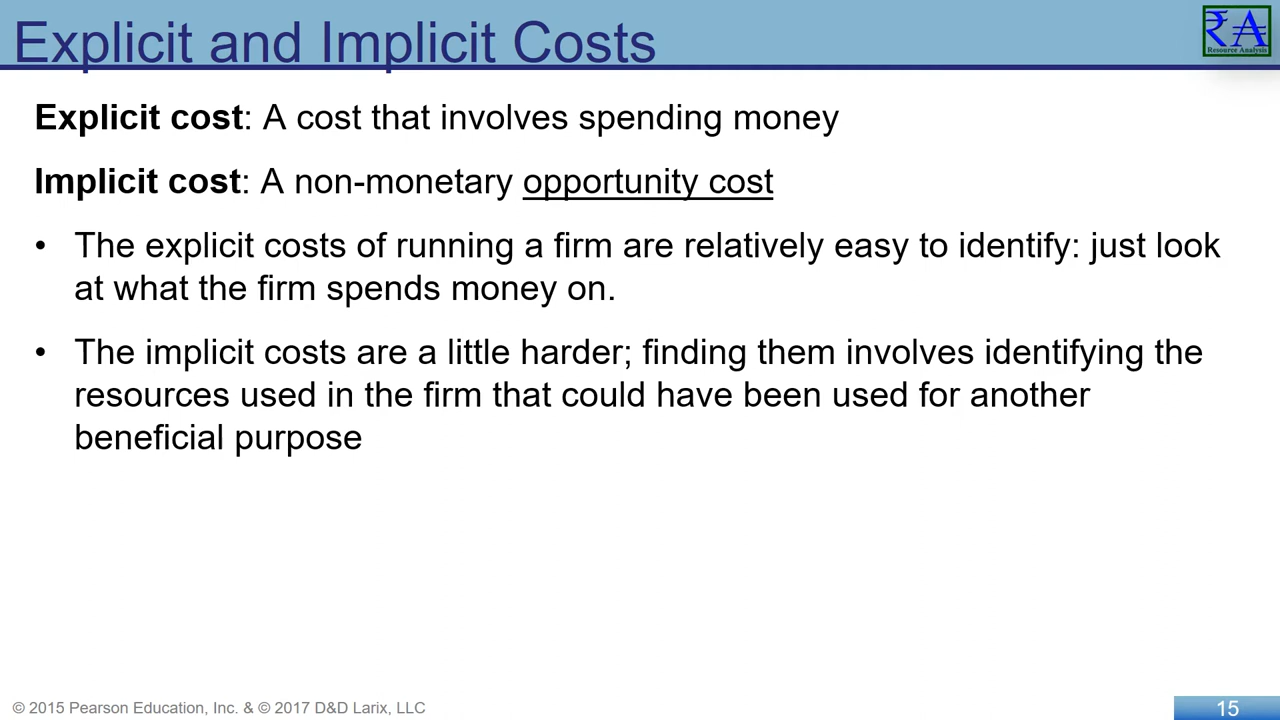 Explicit and Implicit Costs
₹A
Resource Analysis
Explicit cost: A cost that involves spending money
Implicit cost: A non-monetary opportunity cost
• The explicit costs of running a firm are relatively easy to identify: just look
at what the firm spends money on.
• The implicit costs are a little harder; finding them involves identifying the
resources used in the firm that could have been used for another
beneficial purpose
© 2015 Pearson Education, Inc. & © 2017 D&D Larix, LLC
15